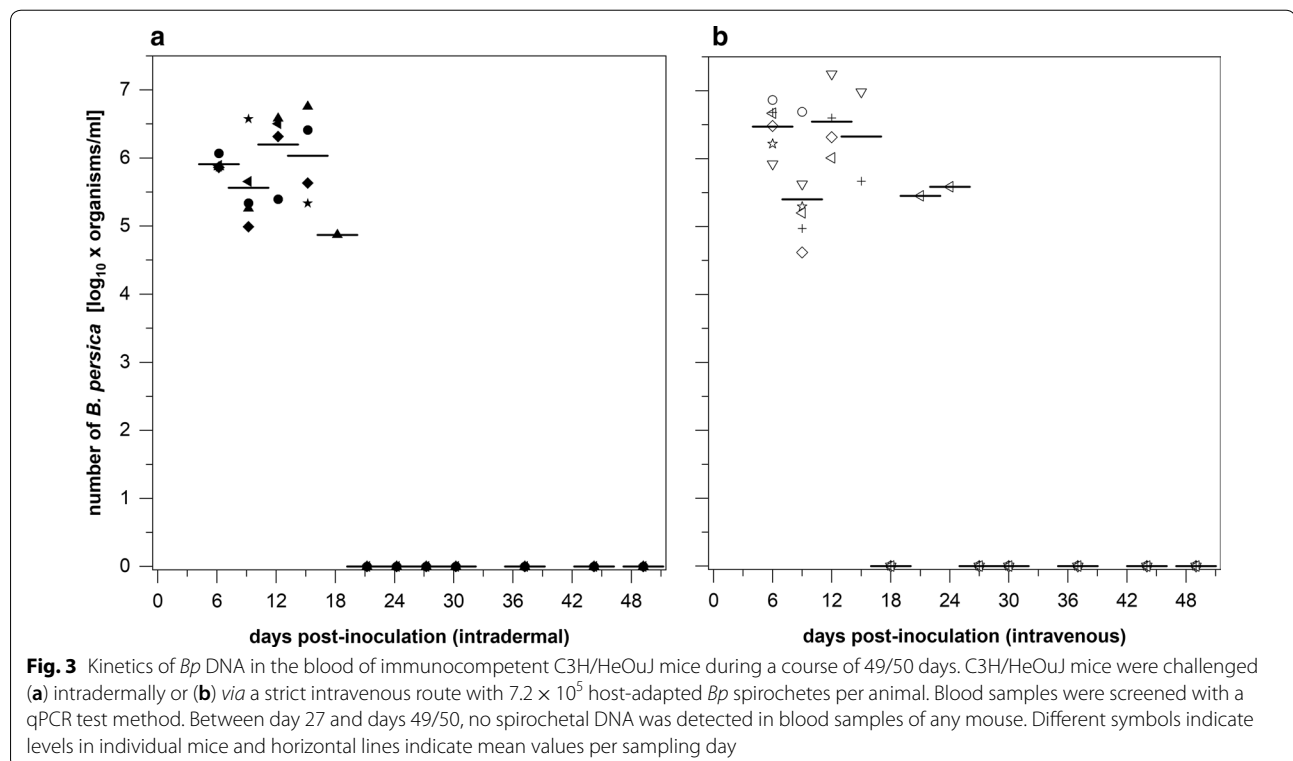 a
b
number of B. persica [log10 x organisms/ml]
7
6
5
4
3
2
1
0
0 6 12 18 24 30 36 42 48
0 6 12 18 24 30 36 42 48
days post-inoculation (intradermal)
days post-inoculation (intravenous)
Fig. 3 Kinetics of Bp DNA in the blood of immunocompetent C3H/HeOuJ mice during a course of 49/50 days. C3H/HeOuJ mice were challenged
(a) intradermally or (b) via a strict intravenous route with 7.2 × 10⁵ host-adapted Bp spirochetes per animal. Blood samples were screened with a
qPCR test method. Between day 27 and days 49/50, no spirochetal DNA was detected in blood samples of any mouse. Different symbols indicate
levels in individual mice and horizontal lines indicate mean values per sampling day